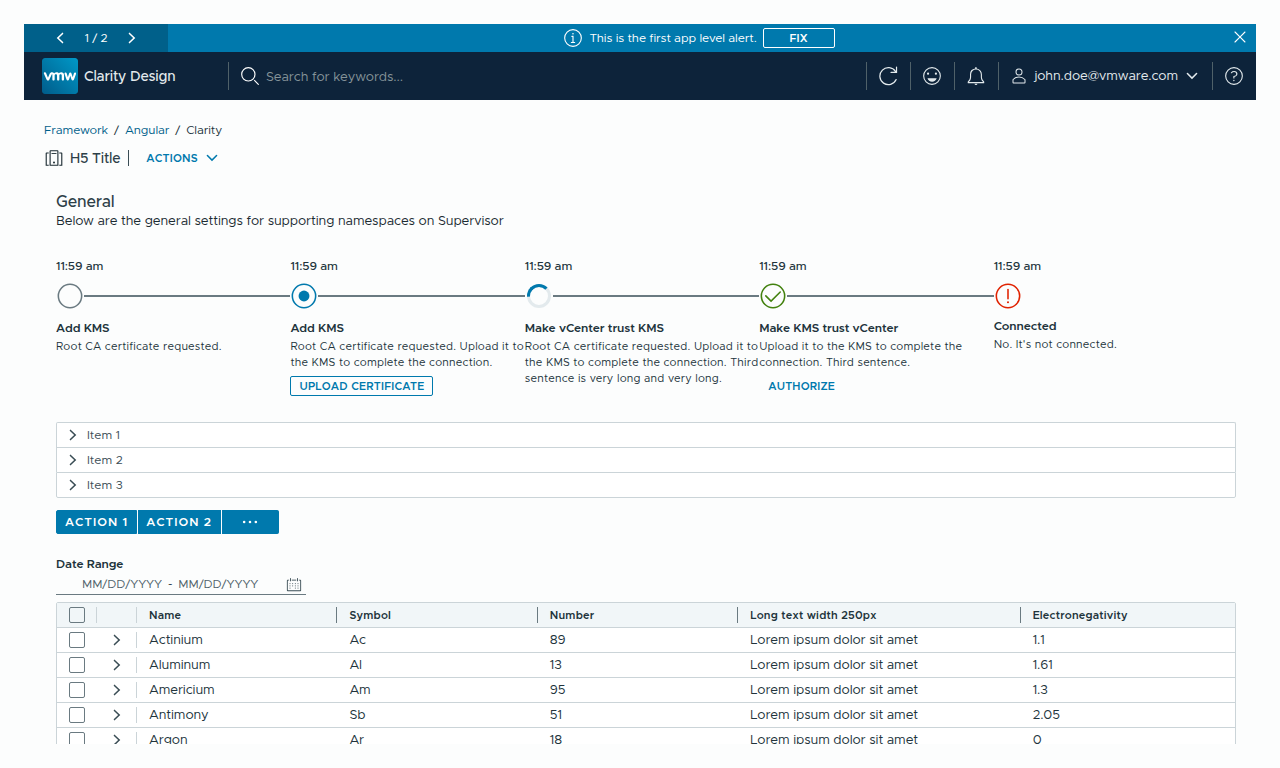 1 / 2
This is the first app level alert. FIX
vmw Clarity Design
Search for keywords...
john.doe@vmware.com
Framework / Angular / Clarity
H5 Title
ACTIONS
General
Below are the general settings for supporting namespaces on Supervisor
11:59 am
Add KMS
Root CA certificate requested.
11:59 am
Add KMS
Root CA certificate requested. Upload it to
the KMS to complete the connection.
UPLOAD CERTIFICATE
11:59 am
Make vCenter trust KMS
Root CA certificate requested. Upload it to
the KMS to complete the connection. Third
sentence is very long and very long.
11:59 am
Make KMS trust vCenter
Upload it to the KMS to complete the
connection. Third sentence.
AUTHORIZE
11:59 am
Connected
No. It's not connected.
Item 1
Item 2
Item 3
ACTION 1 ACTION 2 ...
Date Range
MM/DD/YYYY - MM/DD/YYYY
Name Symbol Number Long text width 250px Electronegativity
Actinium Ac 89 Lorem ipsum dolor sit amet 1.1
Aluminum Al 13 Lorem ipsum dolor sit amet 1.61
Americium Am 95 Lorem ipsum dolor sit amet 1.3
Antimony Sb 51 Lorem ipsum dolor sit amet 2.05
Argon Ar 18 Lorem ipsum dolor sit amet 0